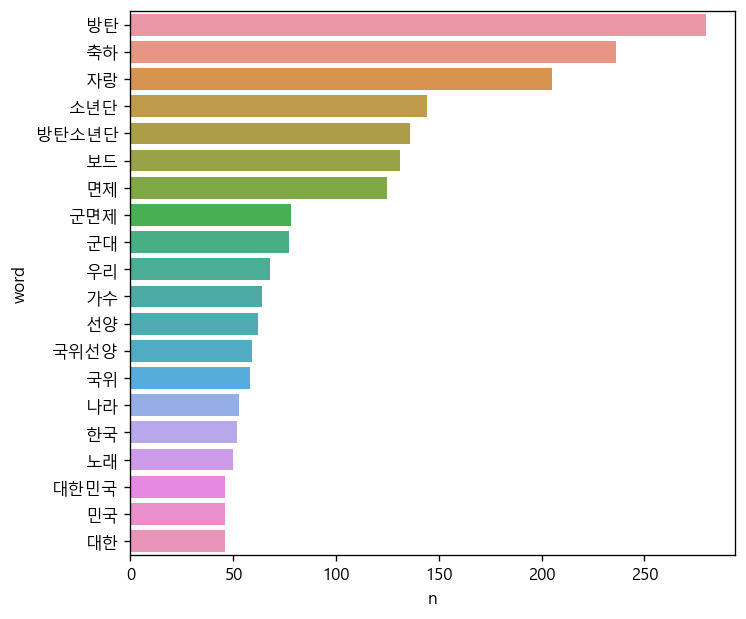 방탄
축하
자랑
소년단
방탄소년단
보드
면제
군면제
군대
우리
가수
선양
국위선양
국위
나라
한국
노래
대한민국
민국
대한
word
0 50 100 150 200 250
n